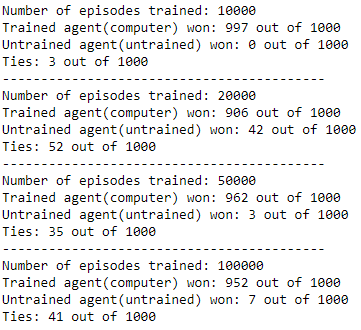 Number of episodes trained: 10000
Trained agent(computer) won: 997 out of 1000
Untrained agent(untrained) won: 0 out of 1000
Ties: 3 out of 1000
-----------------------------------------
Number of episodes trained: 20000
Trained agent(computer) won: 906 out of 1000
Untrained agent(untrained) won: 42 out of 1000
Ties: 52 out of 1000
-----------------------------------------
Number of episodes trained: 50000
Trained agent(computer) won: 962 out of 1000
Untrained agent(untrained) won: 3 out of 1000
Ties: 35 out of 1000
-----------------------------------------
Number of episodes trained: 100000
Trained agent(computer) won: 952 out of 1000
Untrained agent(untrained) won: 7 out of 1000
Ties: 41 out of 1000